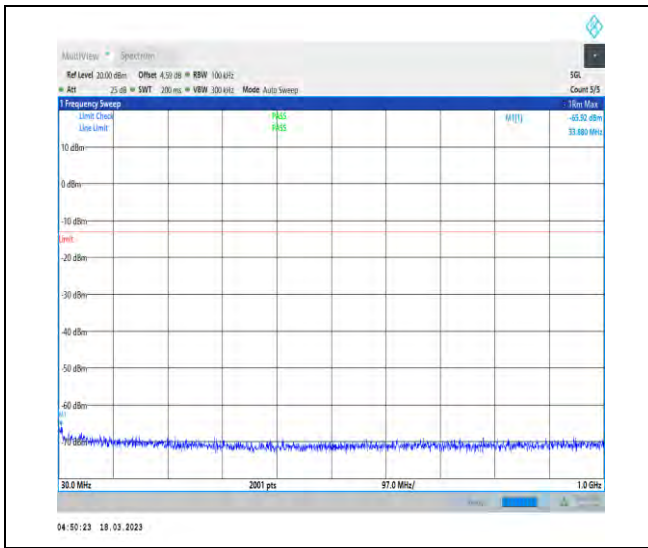 MultiView Spectrum
Ref Level 20.00 dBm Offset 4.59 dB RBW 100 kHz SGL
Att 25 dB SWT 200 ms VBW 300 kHz Mode Auto Sweep Count 5/5
1 Frequency Sweep 1Rm Max
Limit Check PASS M1[1] -65.92 dBm
Line Limit PASS 33.880 MHz
10 dBm
0 dBm
-10 dBm
Limit
-20 dBm
-30 dBm
-40 dBm
-50 dBm
-60 dBm
M1
-70 dBm
30.0 MHz 2001 pts 97.0 MHz/ 1.0 GHz
04:50:23 18.03.2023